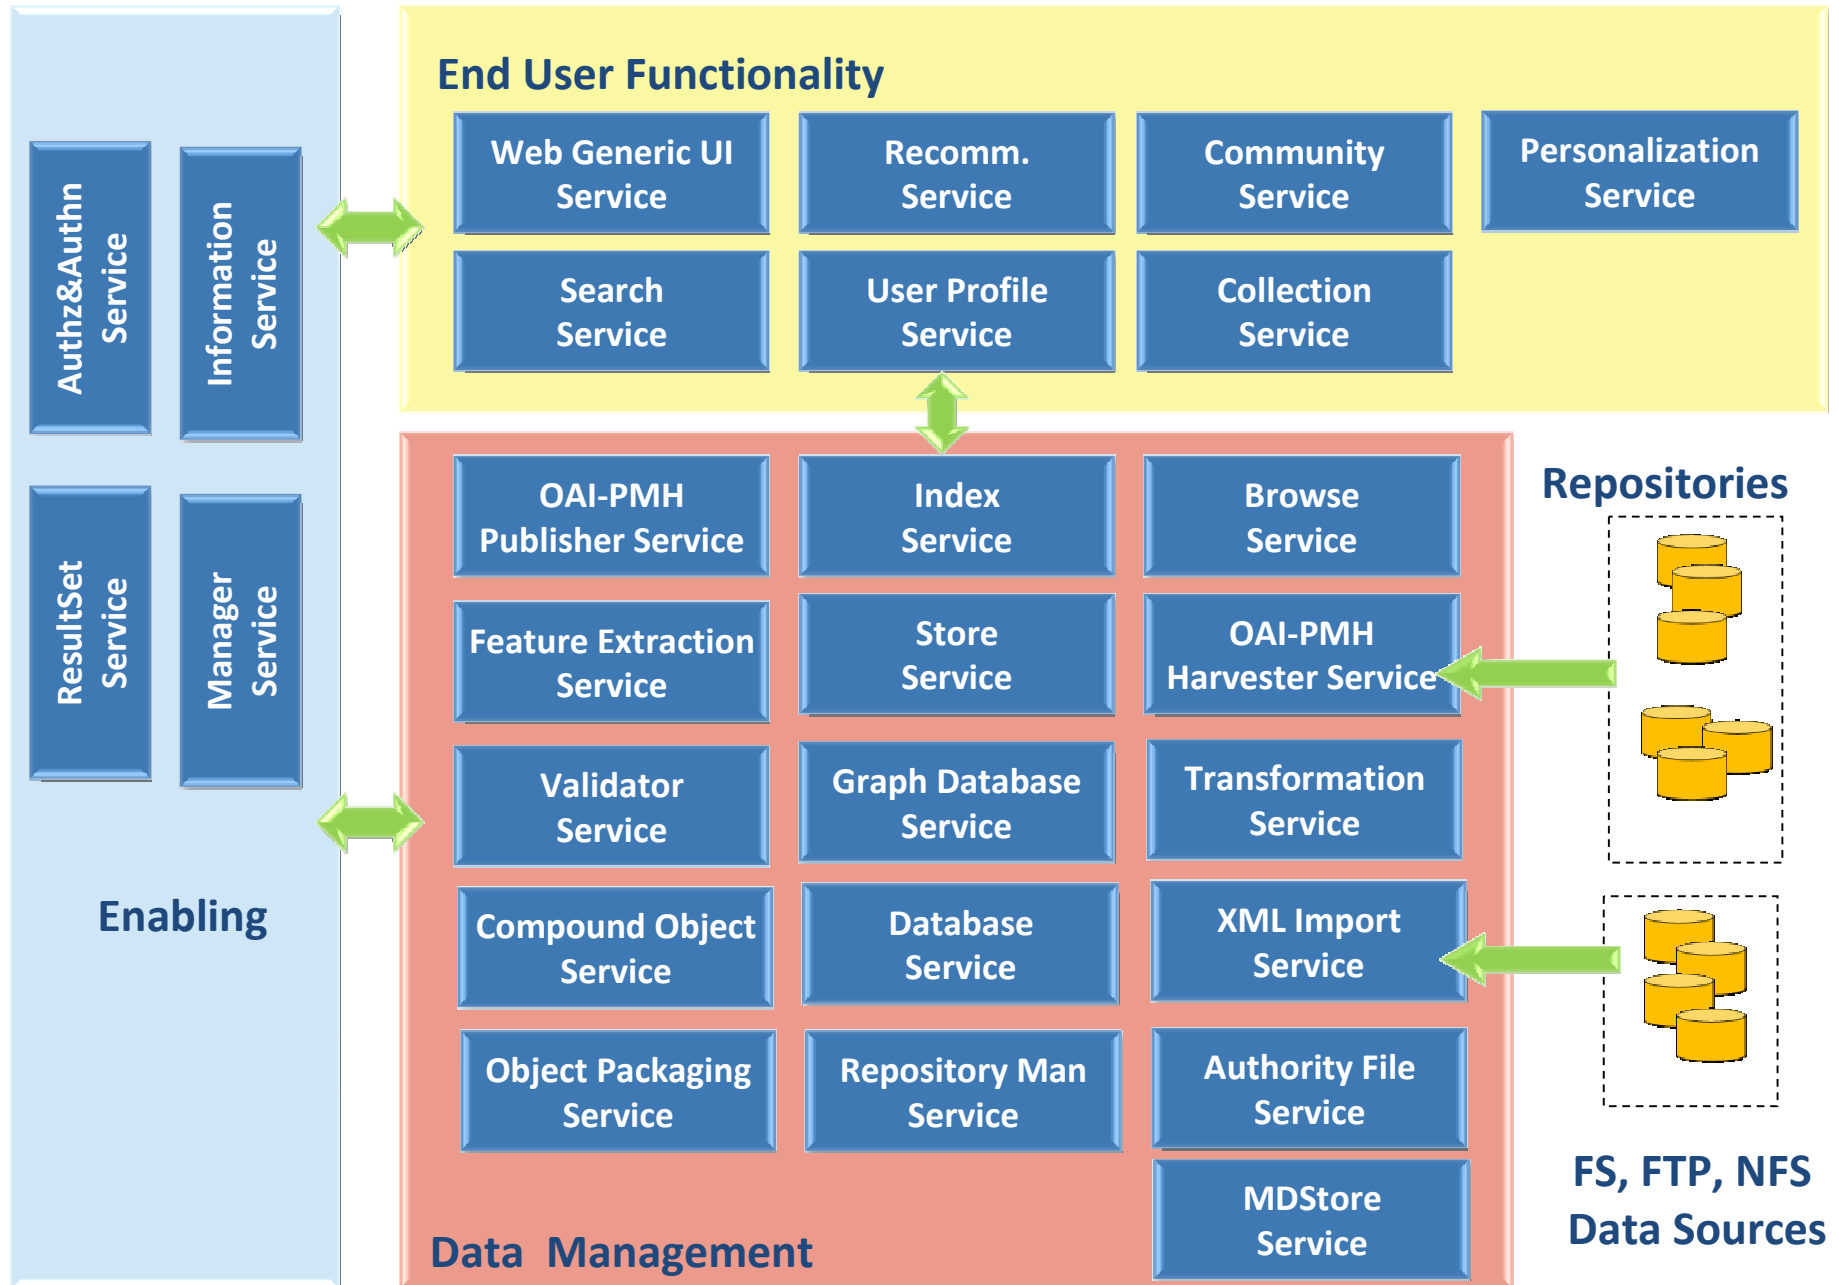 Authz&Authn
Service
Information
Service
ResultSet
Service
Manager
Service
Enabling
End User Functionality
Web Generic UI
Service
Recomm.
Service
Community
Service
Personalization
Service
Search
Service
User Profile
Service
Collection
Service
OAI-PMH
Publisher Service
Index
Service
Browse
Service
Feature Extraction
Service
Store
Service
OAI-PMH
Harvester Service
Validator
Service
Graph Database
Service
Transformation
Service
Compound Object
Service
Database
Service
XML Import
Service
Object Packaging
Service
Repository Man
Service
Authority File
Service
MDStore
Service
Data Management
Repositories
FS, FTP, NFS
Data Sources